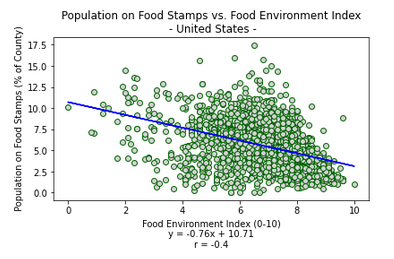 Population on Food Stamps vs. Food Environment Index
- United States -
Population on Food Stamps (% of County)
17.5
15.0
12.5
10.0
7.5
5.0
2.5
0.0
0 2 4 6 8 10
Food Environment Index (0-10)
y = -0.76x + 10.71
r = -0.4